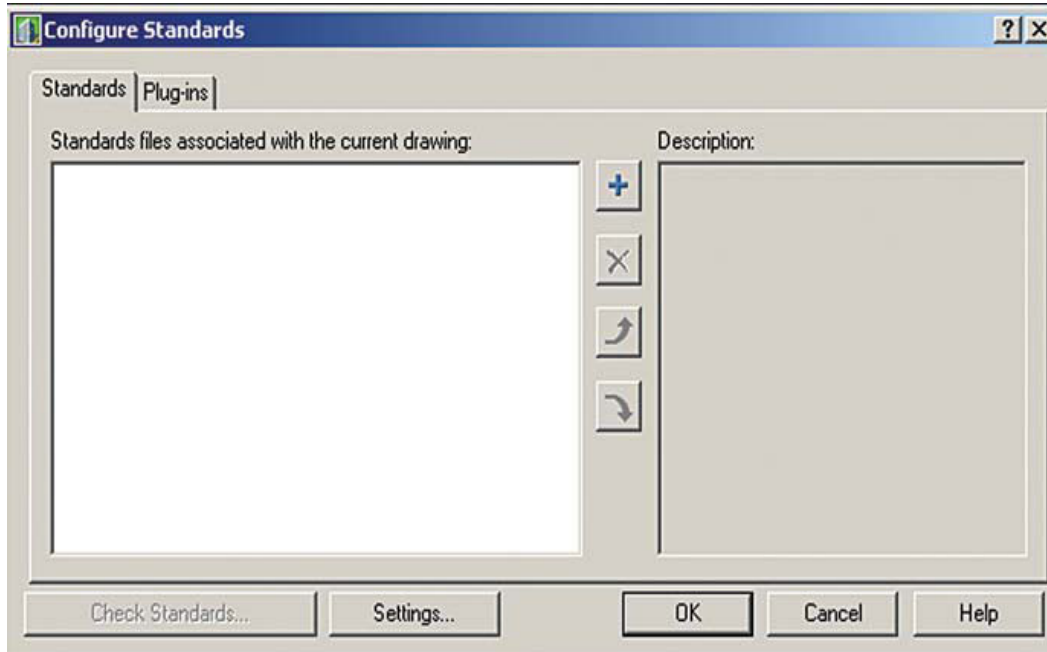 Configure Standards
Standards
Plug-ins
Standards files associated with the current drawing:
Description:
Check Standards...
Settings...
OK
Cancel
Help